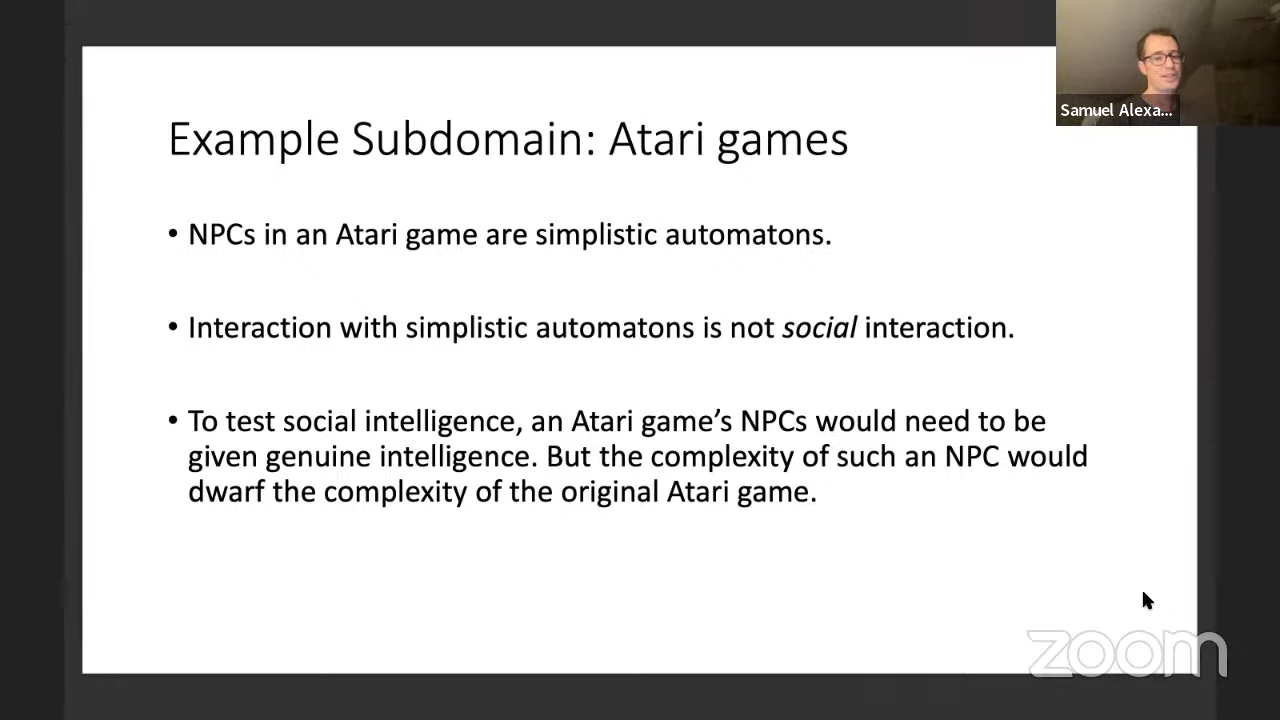 Samuel Alexa...
Example Subdomain: Atari games
• NPCs in an Atari game are simplistic automatons.
• Interaction with simplistic automatons is not social interaction.
• To test social intelligence, an Atari game’s NPCs would need to be
given genuine intelligence. But the complexity of such an NPC would
dwarf the complexity of the original Atari game.
zoom